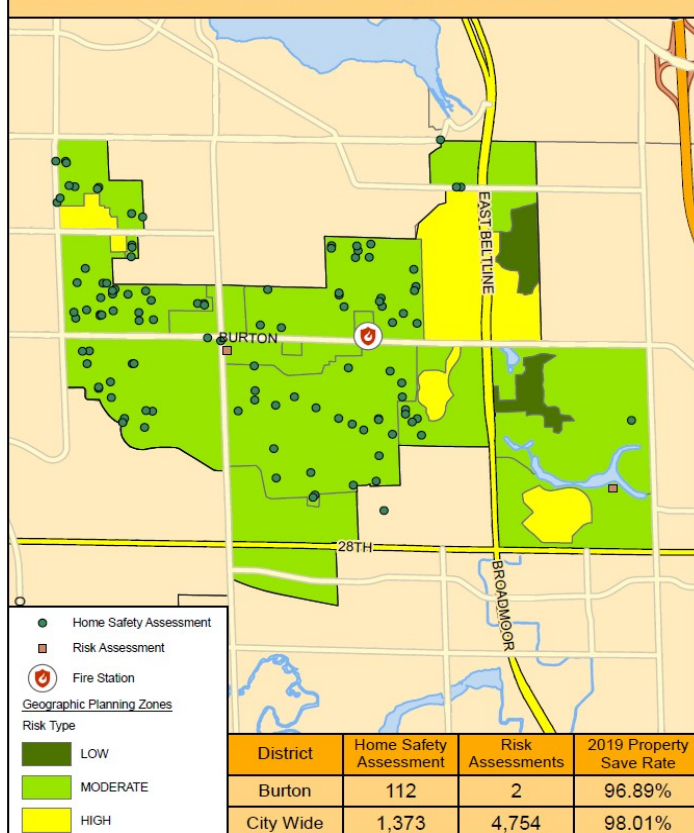 EAST BELTLINE
BURTON
28TH
BROADMOOR
Home Safety Assessment
Risk Assessment
Fire Station
Geographic Planning Zones
Risk Type
LOW
MODERATE
HIGH
District Home Safety Assessment Risk Assessments 2019 Property Save Rate
Burton 112 2 96.89%
City Wide 1,373 4,754 98.01%